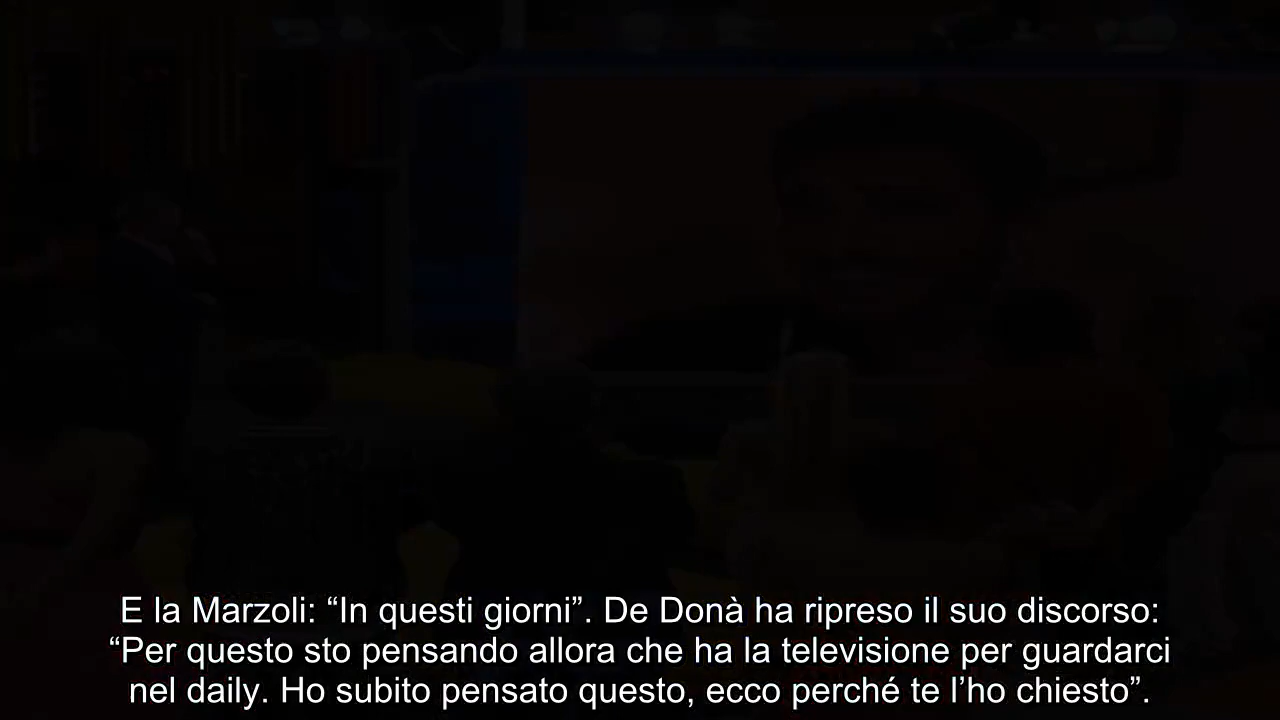 E la Marzoli: “In questi giorni”. De Donà ha ripreso il suo discorso:
“Per questo sto pensando allora che ha la televisione per guardarci
nel daily. Ho subito pensato questo, ecco perché te l’ho chiesto”.